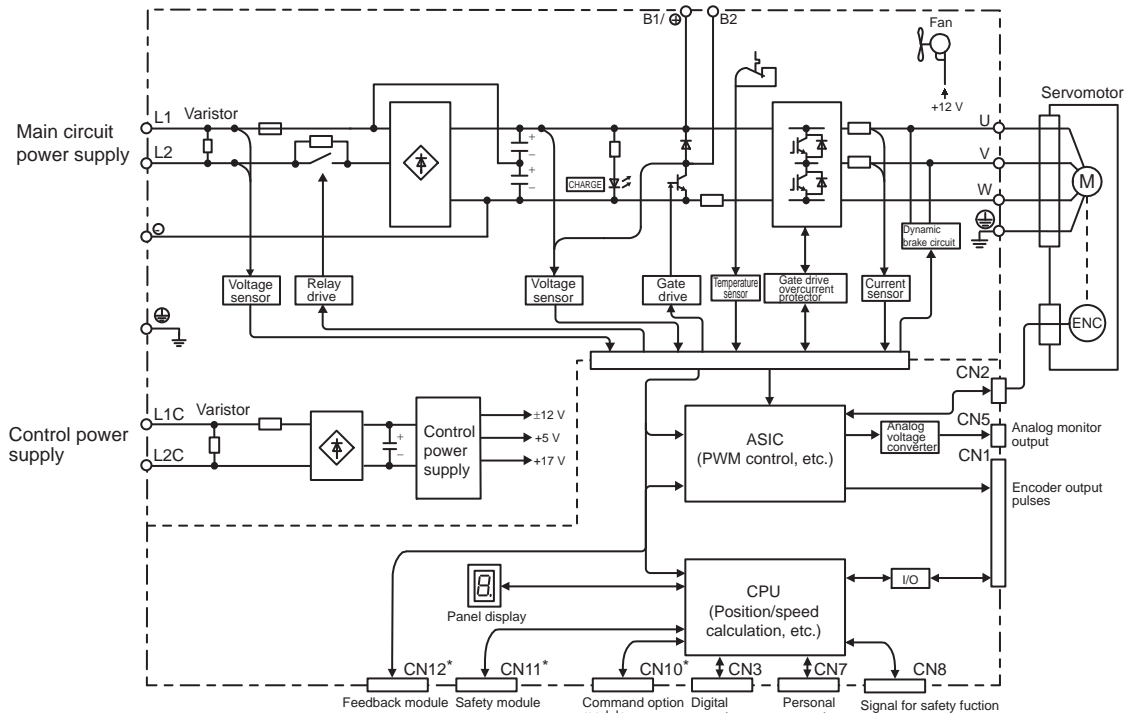 B1/ ⊕
B2
Fan
+12 V
Servomotor
Main circuit
power supply
L1
Varistor
L2
+
−
+
−
CHARGE
U
V
W
M
⊖
Dynamic
brake circuit
Voltage
sensor
Relay
drive
Voltage
sensor
Gate
drive
Temperature
sensor
Gate drive
overcurrent
protector
Current
sensor
ENC
CN2
Control power
supply
L1C
Varistor
L2C
+
−
Control
power
supply
±12 V
+5 V
+17 V
ASIC
(PWM control, etc.)
Analog
voltage
converter
CN5
Analog monitor
output
CN1
Encoder output
pulses
8.
Panel display
CPU
(Position/speed
calculation, etc.)
I/O
CN12*
CN11*
CN10*
CN3
CN7
CN8
Feedback module
Safety module
Command option
Digital
Personal
Signal for safety fuction